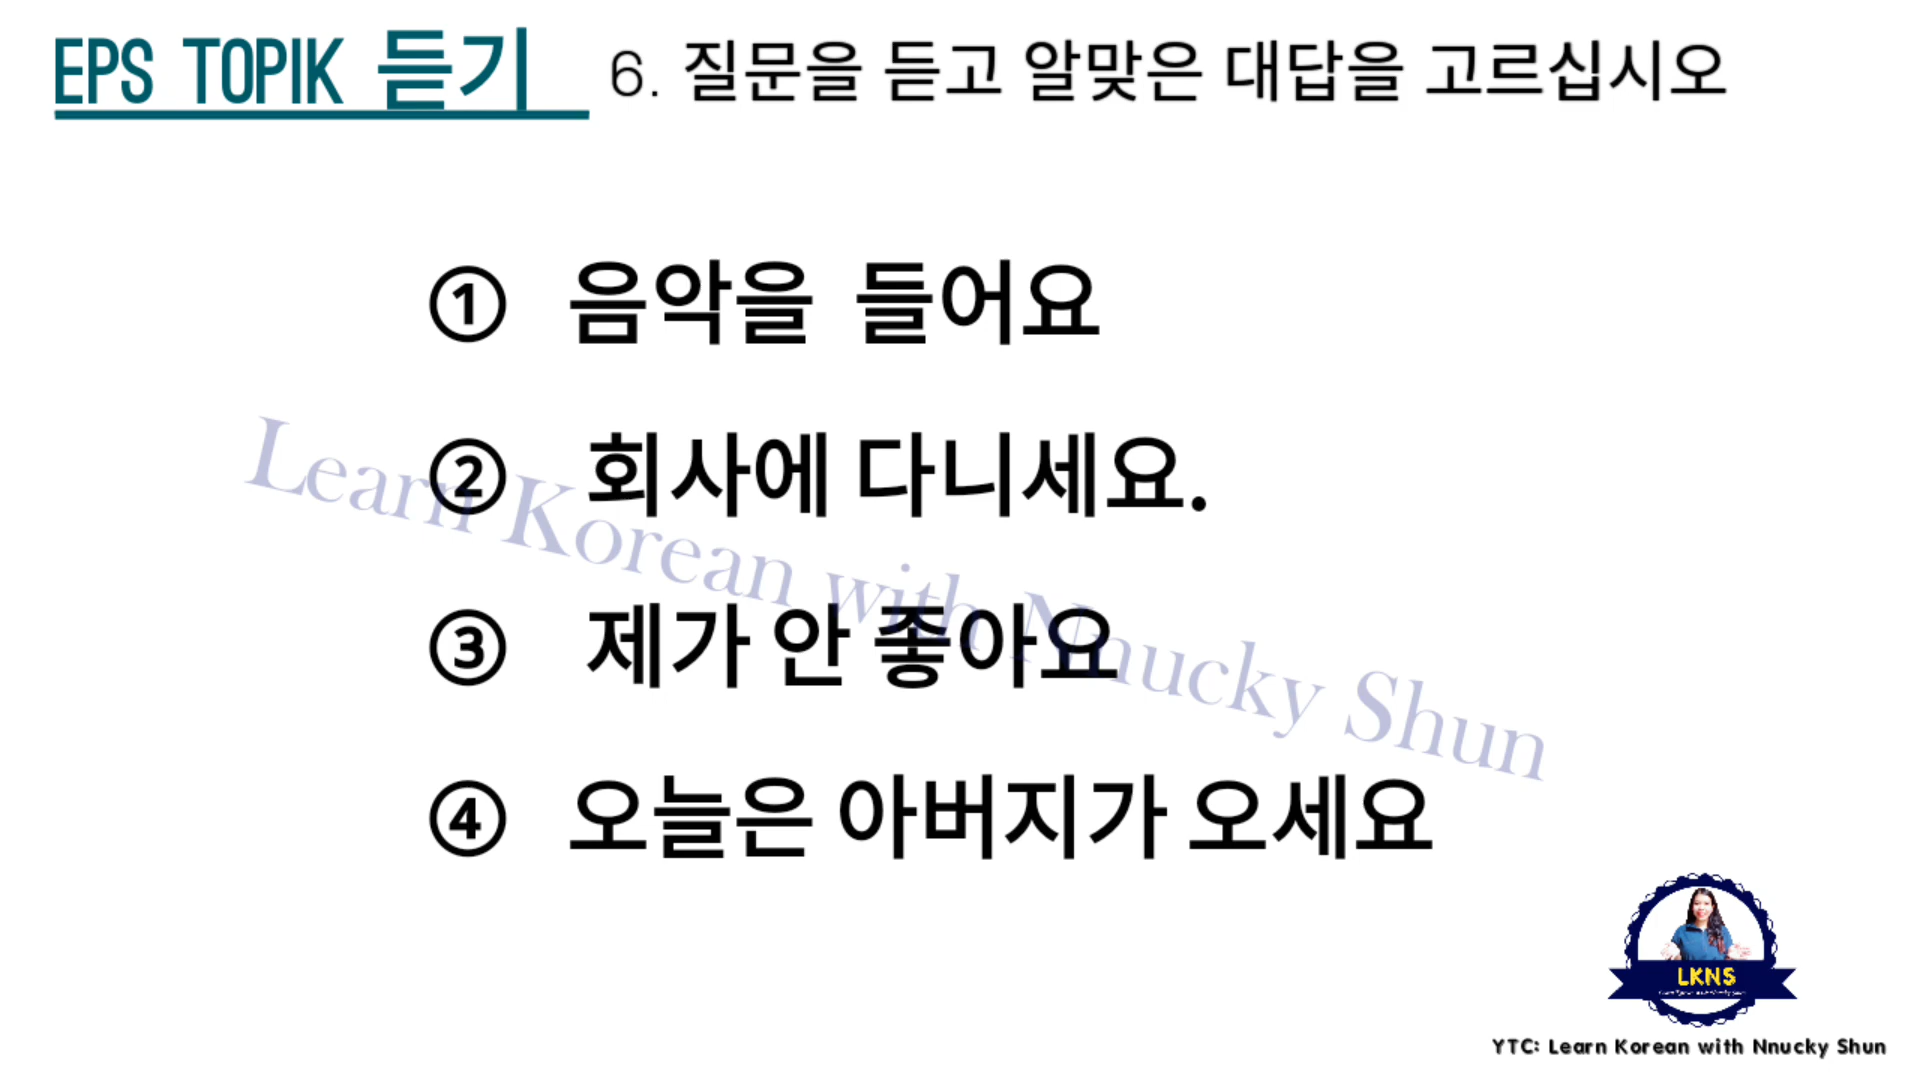 EPS TOPIK 듣기 6. 질문을 듣고 알맞은 대답을 고르십시오
① 음악을 들어요
② 회사에 다니세요.
③ 제가 안 좋아요
④ 오늘은 아버지가 오세요
Learn Korean with Nnucky Shun
LKNS
YTC: Learn Korean with Nnucky Shun